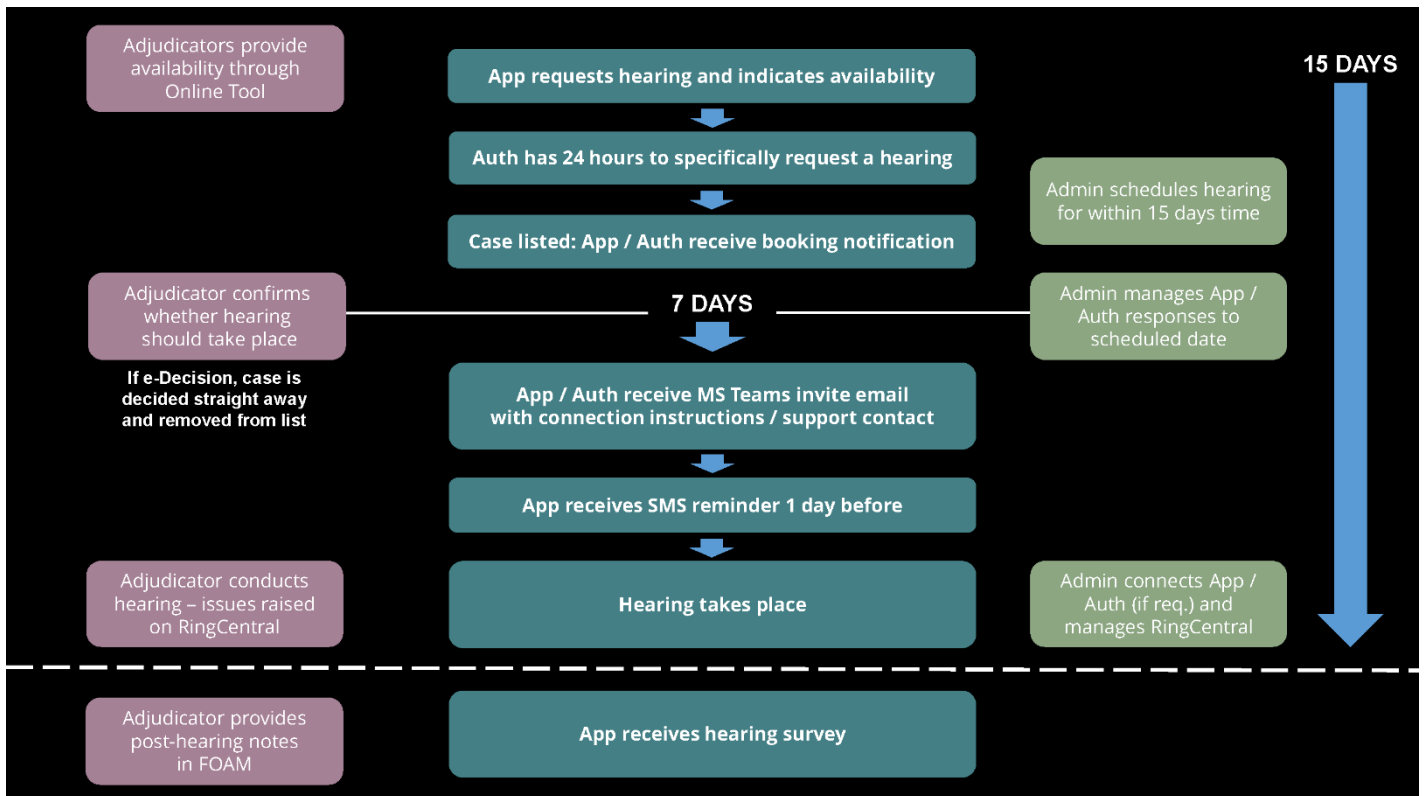 Adjudicators provide
availability through
Online Tool
App requests hearing and indicates availability
15 DAYS
Auth has 24 hours to specifically request a hearing
Admin schedules hearing
for within 15 days time
Case listed: App / Auth receive booking notification
Adjudicator confirms
whether hearing
should take place
7 DAYS
Admin manages App /
Auth responses to
scheduled date
If e-Decision, case is
decided straight away
and removed from list
App / Auth receive MS Teams invite email
with connection instructions / support contact
App receives SMS reminder 1 day before
Adjudicator conducts
hearing – issues raised
on RingCentral
Hearing takes place
Admin connects App /
Auth (if req.) and
manages RingCentral
Adjudicator provides
post-hearing notes
in FOAM
App receives hearing survey